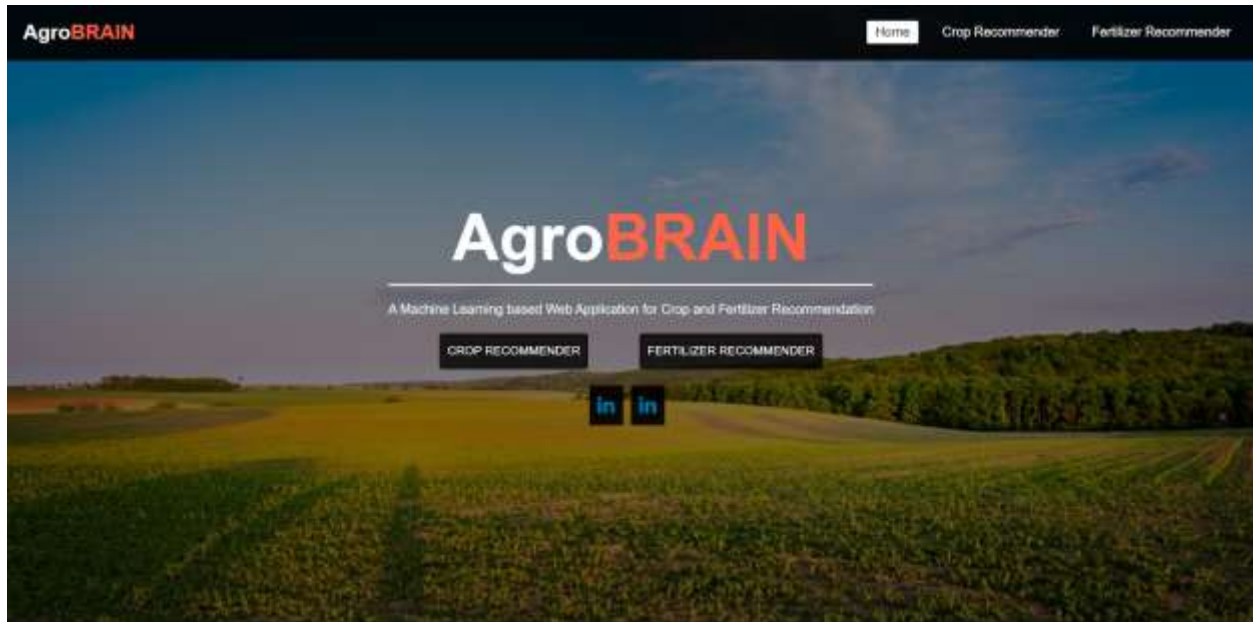 AgroBRAIN
Home Crop Recommender Fertilizer Recommender
AgroBRAIN
A Machine Learning based Web Application for Crop and Fertilizer Recommendation
CROP RECOMMENDER FERTILIZER RECOMMENDER
in in